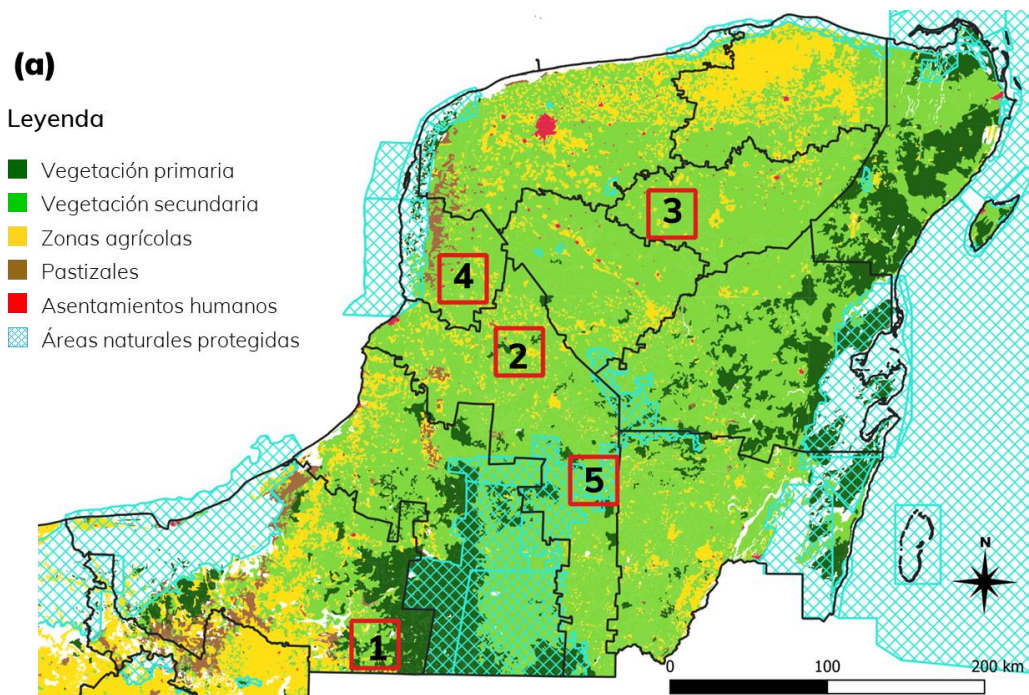 (a)
Leyenda
Vegetación primaria
Vegetación secundaria
Zonas agrícolas
Pastizales
Asentamientos humanos
Áreas naturales protegidas
3
4
2
5
1
N
0 100 200 km